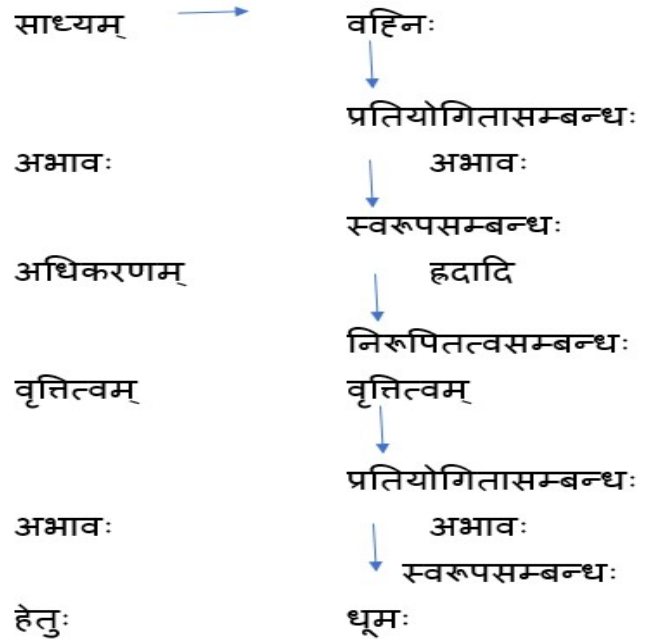 साध्यम् वह्निः
प्रतियोगितासम्बन्धः
अभावः अभावः
स्वरूपसम्बन्धः
अधिकरणम् ह्रदादि
निरूपितत्वसम्बन्धः
वृत्तित्वम् वृत्तित्वम्
प्रतियोगितासम्बन्धः
अभावः अभावः
स्वरूपसम्बन्धः
हेतुः धूमः